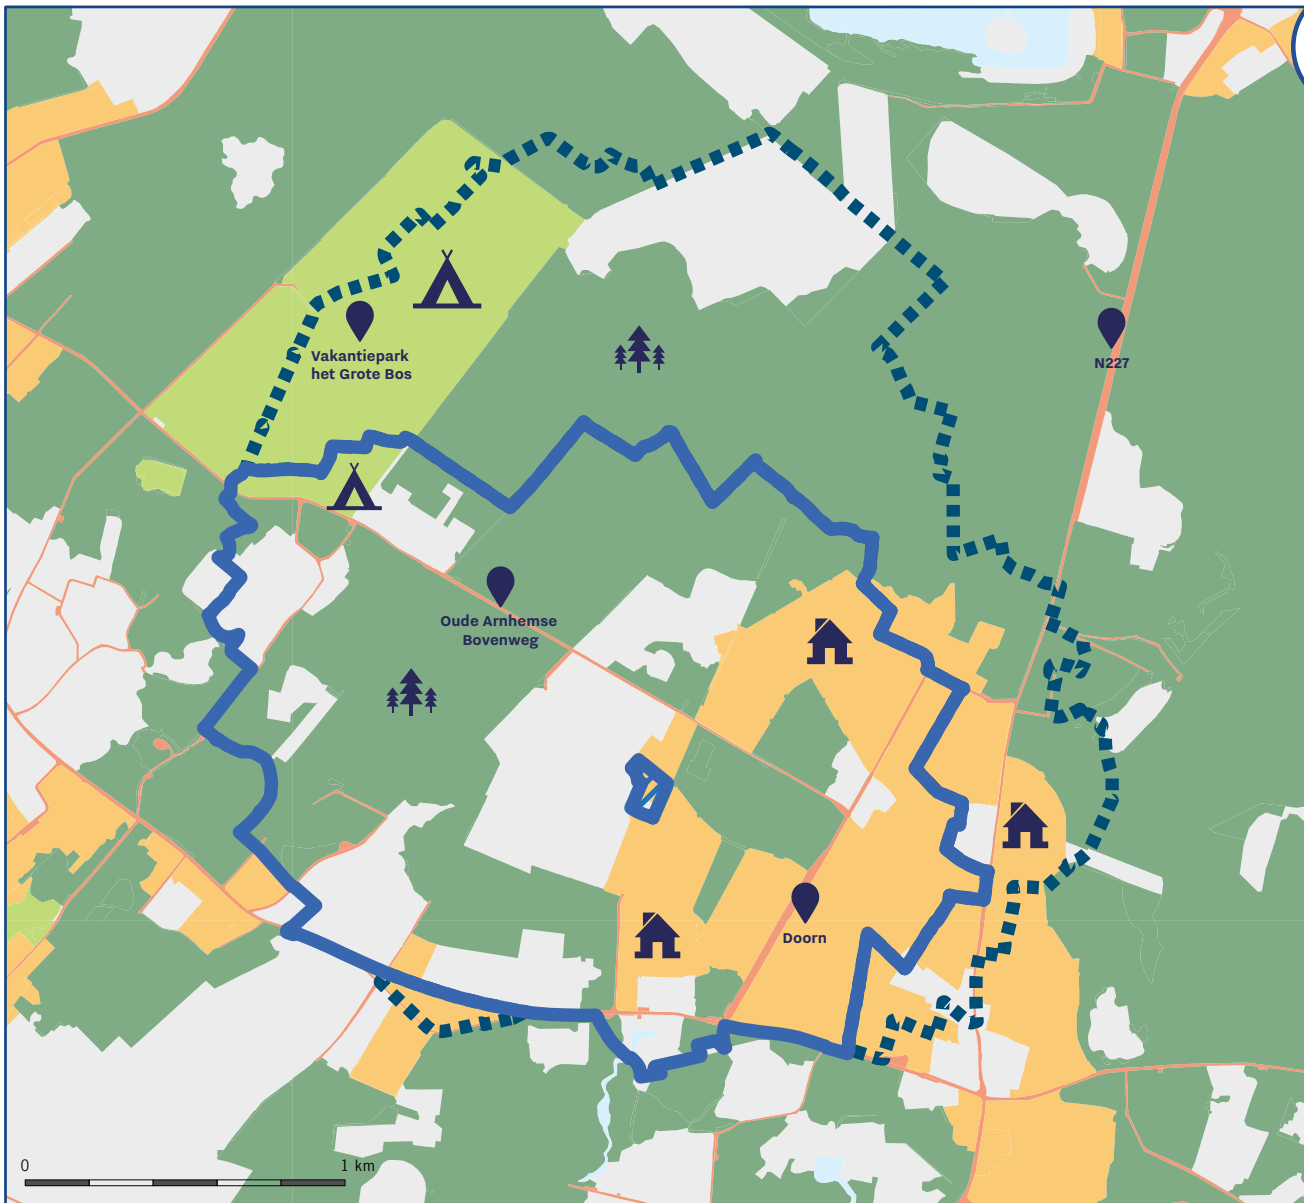 Vakantiepark
het Grote Bos
N227
Oude Arnhemse
Bovenweg
Doorn
0
1 km